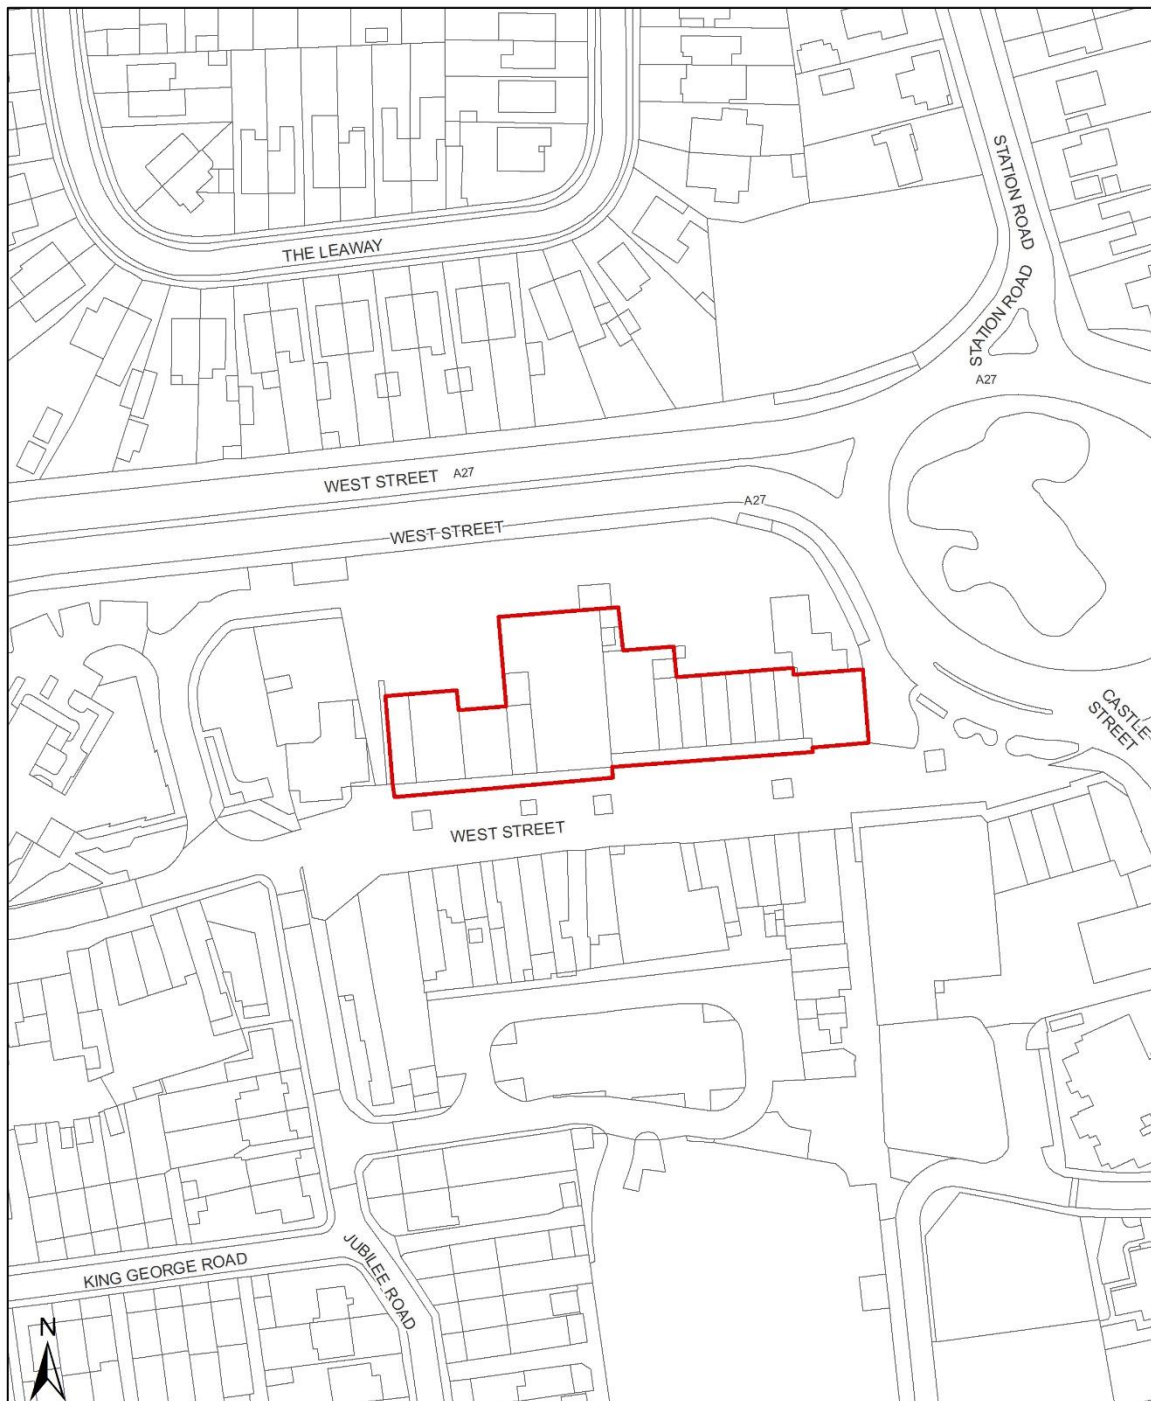 STATION ROAD
THE LEAWAY
STATION ROAD
A27
WEST STREET A27
A27
WEST STREET
CASTLE
STREET
WEST STREET
JUBILEE ROAD
KING GEORGE ROAD
N